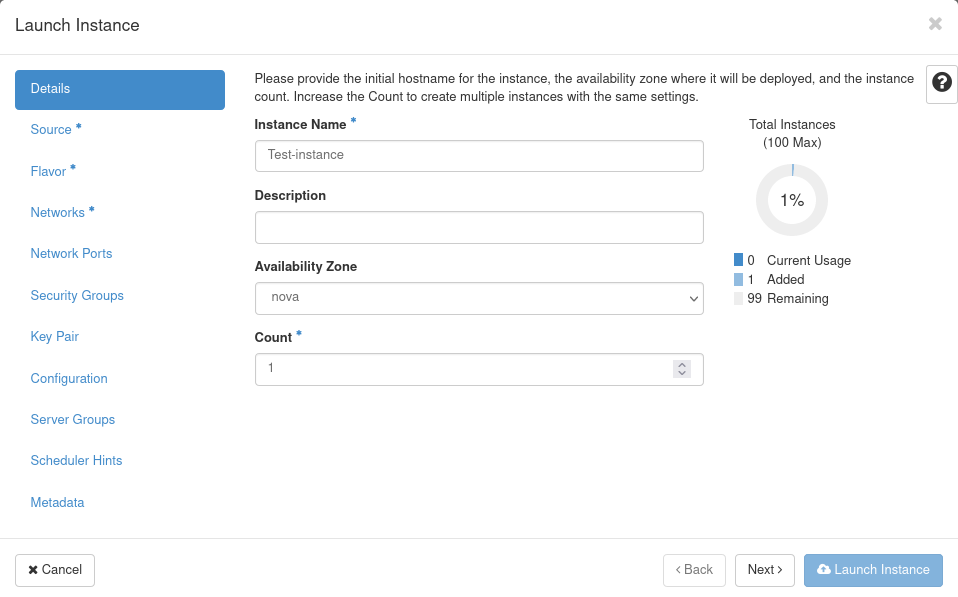 Launch Instance
Details
Source *
Flavor *
Networks *
Network Ports
Security Groups
Key Pair
Configuration
Server Groups
Scheduler Hints
Metadata
Please provide the initial hostname for the instance, the availability zone where it will be deployed, and the instance
count. Increase the Count to create multiple instances with the same settings.
Instance Name *
Test-instance
Description
Availability Zone
nova
Count *
1
Total Instances
(100 Max)
1%
0 Current Usage
1 Added
99 Remaining
Cancel
Back
Next
Launch Instance